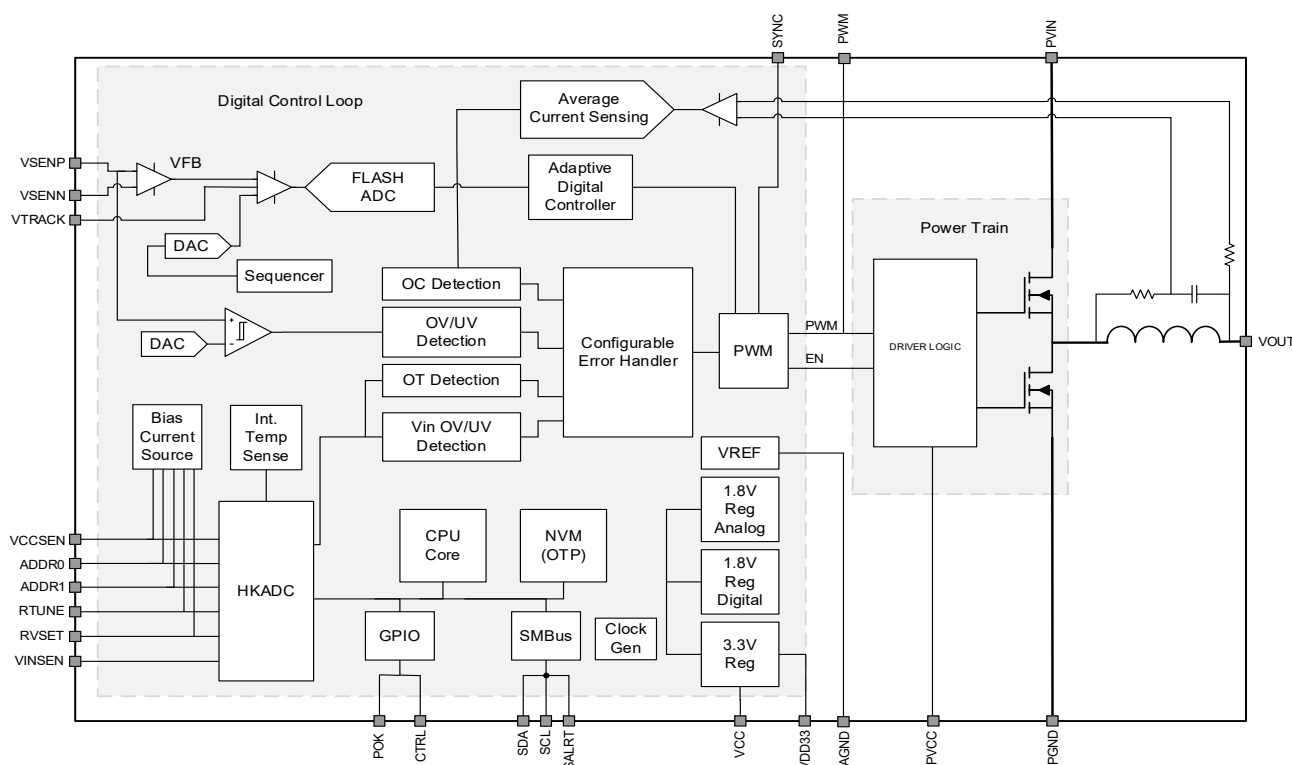 SYNC
PWM
PVIN
Digital Control Loop
Average
Current Sensing
VSENP
VFB
VSENN
VTRACK
FLASH
ADC
Adaptive
Digital
Controller
DAC
Sequencer
Power Train
OC Detection
+
-
DAC
OV/UV
Detection
Configurable
Error Handler
PWM
PWM
EN
DRIVER LOGIC
VOUT
OT Detection
Vin OV/UV
Detection
Bias
Current
Source
Int.
Temp
Sense
VREF
1.8V
Reg
Analog
VCCSEN
ADDR0
ADDR1
RTUNE
RVSET
VINSEN
HKADC
CPU
Core
NVM
(OTP)
1.8V
Reg
Digital
GPIO
SMBus
Clock
Gen
3.3V
Reg
POK
CTRL
SDA
SCL
SALRT
VCC
VDD33
AGND
PVCC
PGND